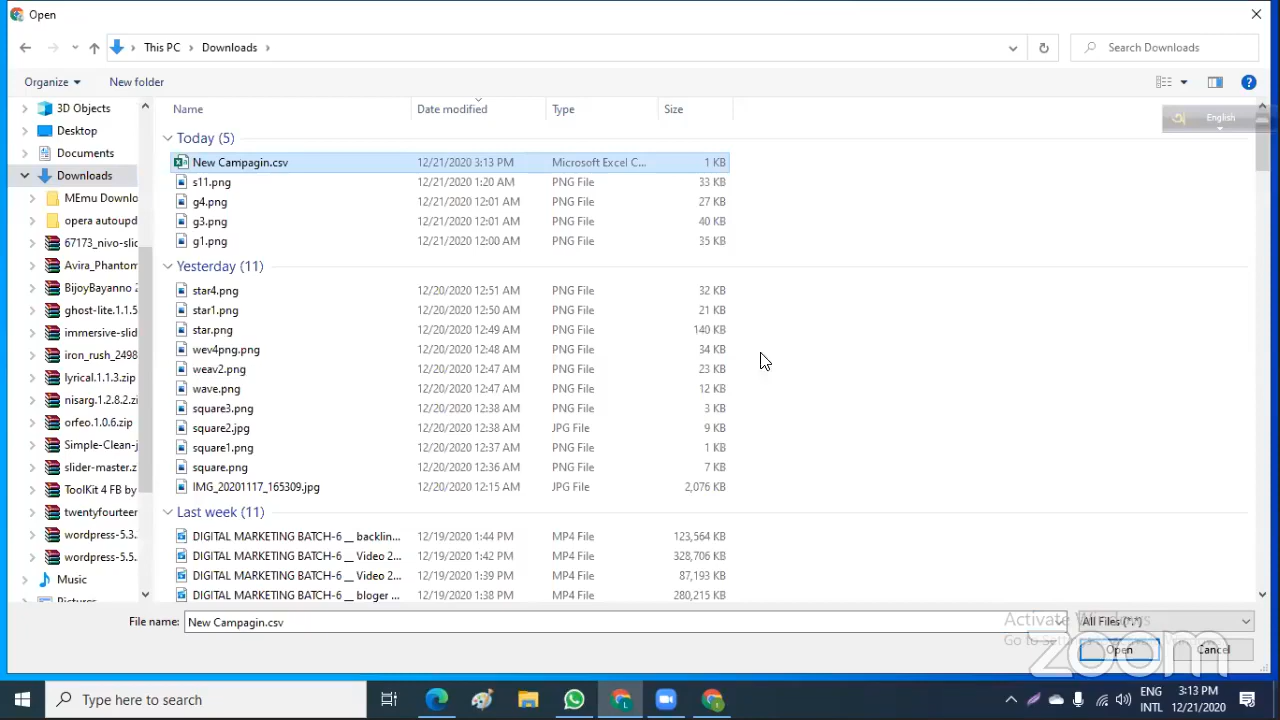 Open
This PC
Downloads
Search Downloads
Organize
New folder
3D Objects
Desktop
Documents
Downloads
MEmu Downlo
opera autoupd
67173_nivo-slic
Avira_Phantom
BijoyBayanno 2
ghost-lite.1.1.5
immersive-slid
iron_rush_2498
lyrical.1.1.3.zip
nisarg.1.2.8.2.zi
orfeo.1.0.6.zip
Simple-Clean-j
slider-master.z
ToolKit 4 FB by
twentyfourteen
wordpress-5.3.
wordpress-5.5.
Music
Name Date modified Type Size
English
Today (5)
New Campagin.csv 12/21/2020 3:13 PM Microsoft Excel C... 1 KB
s11.png 12/21/2020 1:20 AM PNG File 33 KB
g4.png 12/21/2020 12:01 AM PNG File 27 KB
g3.png 12/21/2020 12:01 AM PNG File 40 KB
g1.png 12/21/2020 12:00 AM PNG File 35 KB
Yesterday (11)
star4.png 12/20/2020 12:51 AM PNG File 32 KB
star1.png 12/20/2020 12:50 AM PNG File 21 KB
star.png 12/20/2020 12:49 AM PNG File 140 KB
wev4png.png 12/20/2020 12:48 AM PNG File 34 KB
weav2.png 12/20/2020 12:47 AM PNG File 23 KB
wave.png 12/20/2020 12:47 AM PNG File 12 KB
square3.png 12/20/2020 12:38 AM PNG File 3 KB
square2.jpg 12/20/2020 12:38 AM JPG File 9 KB
square1.png 12/20/2020 12:37 AM PNG File 1 KB
square.png 12/20/2020 12:36 AM PNG File 7 KB
IMG_20201117_165309.jpg 12/20/2020 12:15 AM JPG File 2,076 KB
Last week (11)
DIGITAL MARKETING BATCH-6 __ backlin... 12/19/2020 1:44 PM MP4 File 123,564 KB
DIGITAL MARKETING BATCH-6 __ Video 2... 12/19/2020 1:42 PM MP4 File 328,706 KB
DIGITAL MARKETING BATCH-6 __ Video 2... 12/19/2020 1:39 PM MP4 File 87,193 KB
DIGITAL MARKETING BATCH-6 __ bloger ... 12/19/2020 1:38 PM MP4 File 280,215 KB
File name: New Campagin.csv
Activate Windows
All Files (*.*)
Go to
Open
Cancel
zoom
Type here to search
ENG
INTL
3:13 PM
12/21/2020